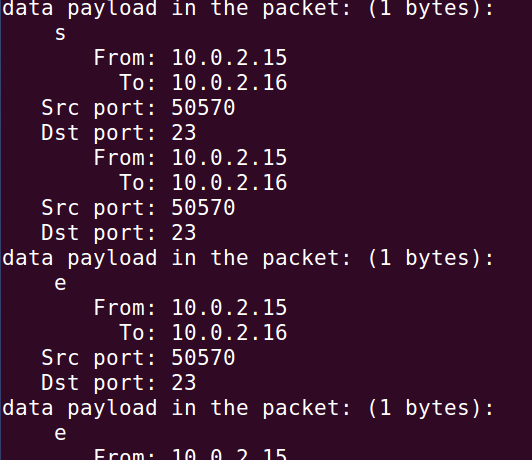 data payload in the packet: (1 bytes):
s
From: 10.0.2.15
To: 10.0.2.16
Src port: 50570
Dst port: 23
From: 10.0.2.15
To: 10.0.2.16
Src port: 50570
Dst port: 23
data payload in the packet: (1 bytes):
e
From: 10.0.2.15
To: 10.0.2.16
Src port: 50570
Dst port: 23
data payload in the packet: (1 bytes):
e
From: 10.0.2.15